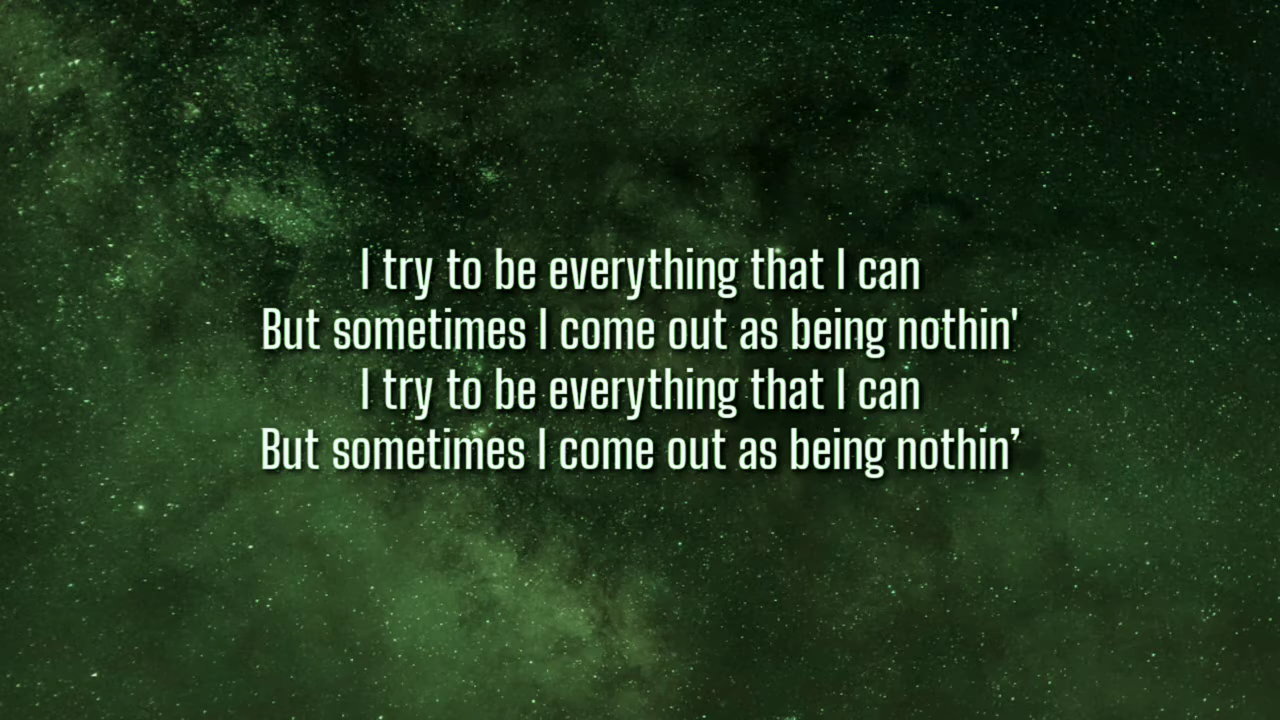 I try to be everything that I can
But sometimes I come out as being nothin'
I try to be everything that I can
But sometimes I come out as being nothin’